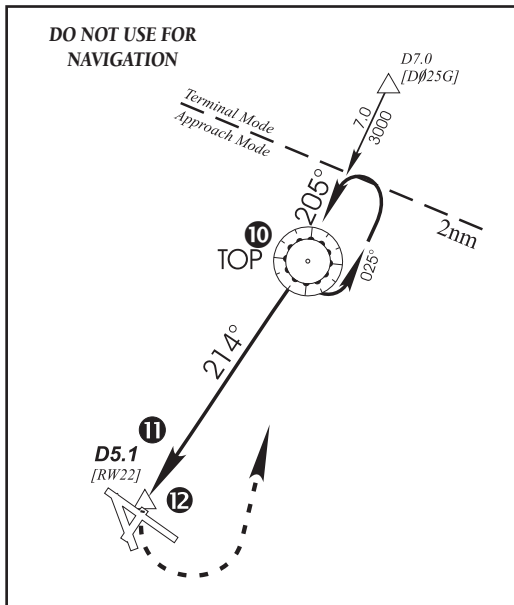 DO NOT USE FOR
NAVIGATION
D7.0
[DØ25G]
7.0
3000
Terminal Mode
Approach Mode
2nm
205°
10
TOP
025°
214°
11
D5.1
[RW22]
12